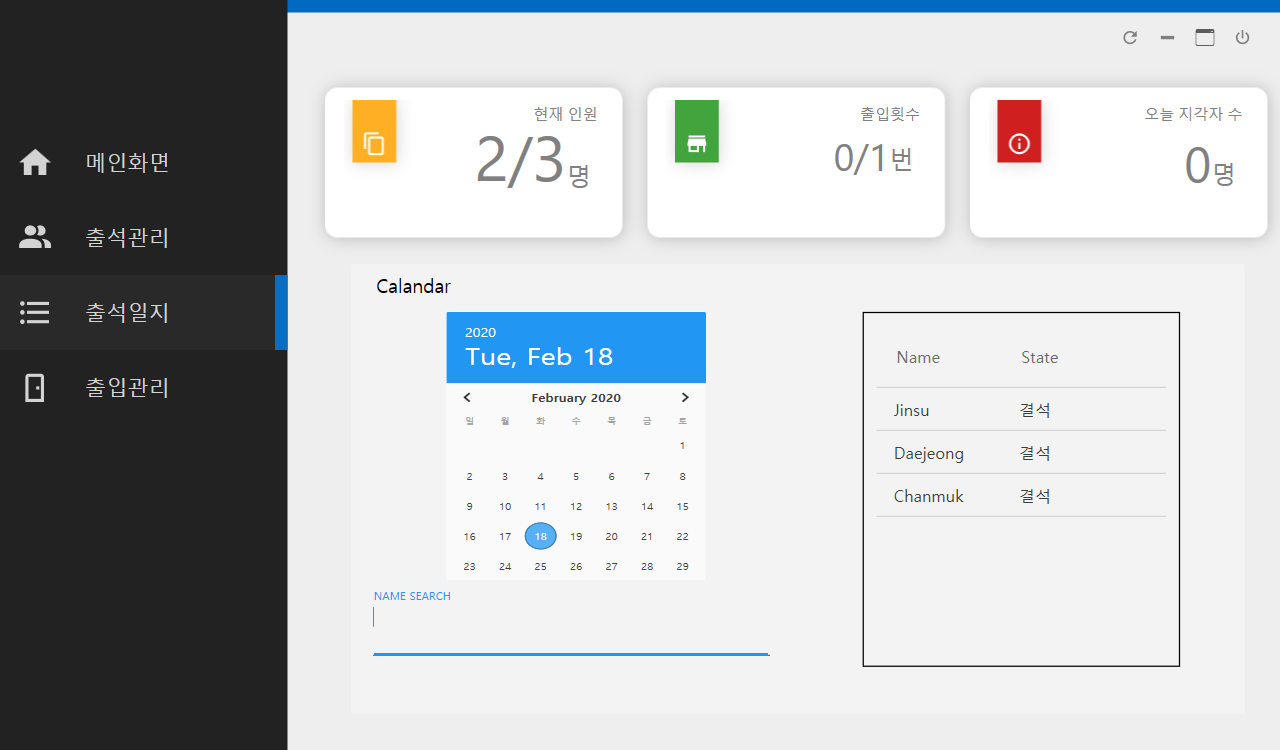 메인화면
출석관리
출석일지
출입관리
현재 인원
2/3명
출입횟수
0/1번
오늘 지각자 수
0명
Calandar
2020
Tue, Feb 18
February 2020
일 월 화 수 목 금 토
1
2 3 4 5 6 7 8
9 10 11 12 13 14 15
16 17 18 19 20 21 22
23 24 25 26 27 28 29
NAME SEARCH
Name State
Jinsu 결석
Daejeong 결석
Chanmuk 결석